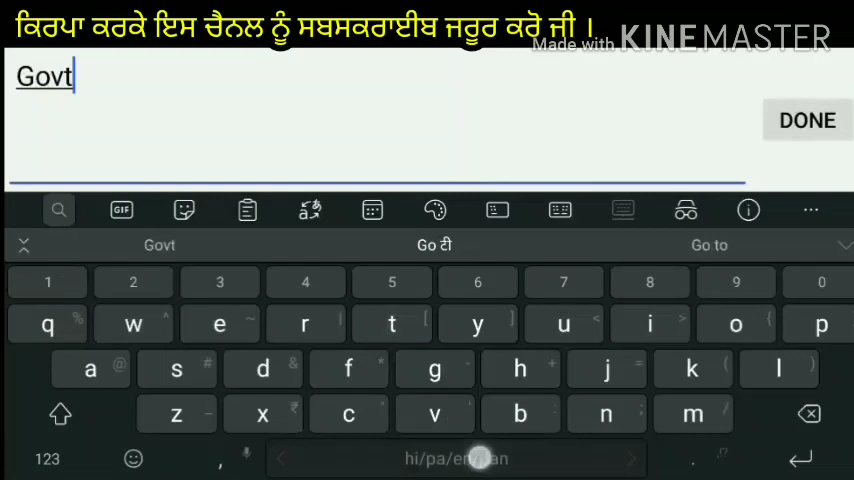 ਕਿਰਪਾ ਕਰਕੇ ਇਸ ਚੈਨਲ ਨੂੰ ਸਬਸਕਰਾਈਬ ਜਰੂਰ ਕਰੋ ਜੀ ।
Made with KINEMASTER
Govt
DONE
GIF
Govt Go ਟੀ Go to
1 2 3 4 5 6 7 8 9 0
q % w ^ e ~ r | t [ y ] u < i > o { p
a @ s # d & f * g - h + j = k ( l )
z _ x ₹ c " v ' b : n ; m /
123 , hi/pa/en/lan . ,!?